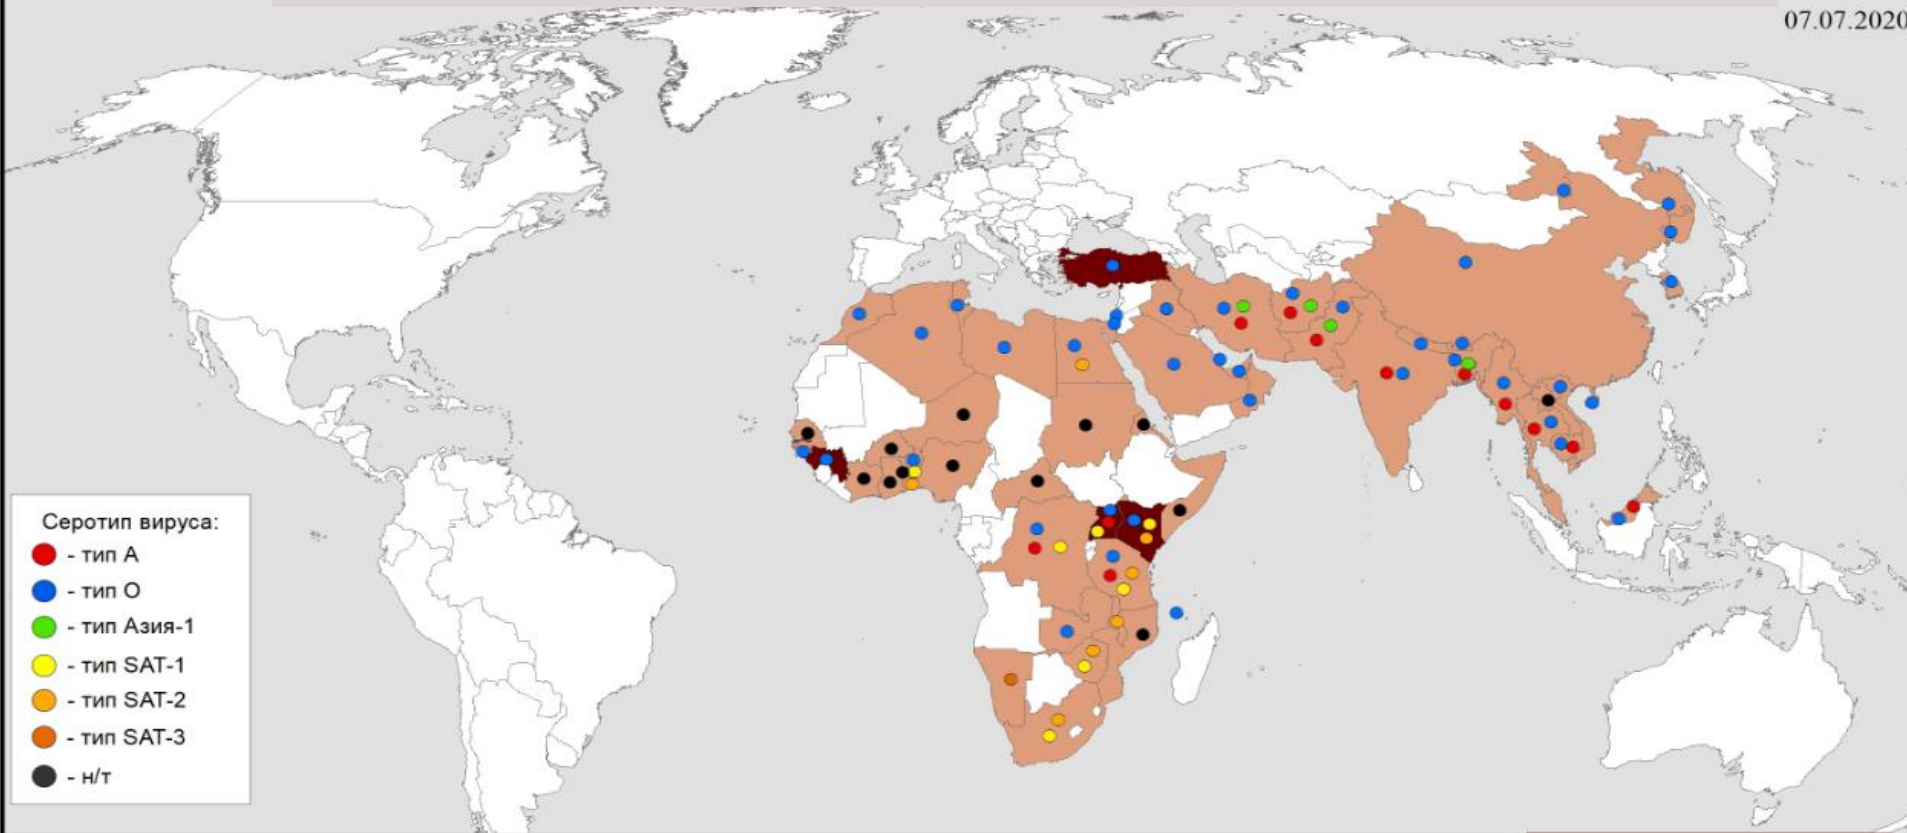 07.07.2020
Серотип вируса:
- тип А
- тип О
- тип Азия-1
- тип SAT-1
- тип SAT-2
- тип SAT-3
- н/т